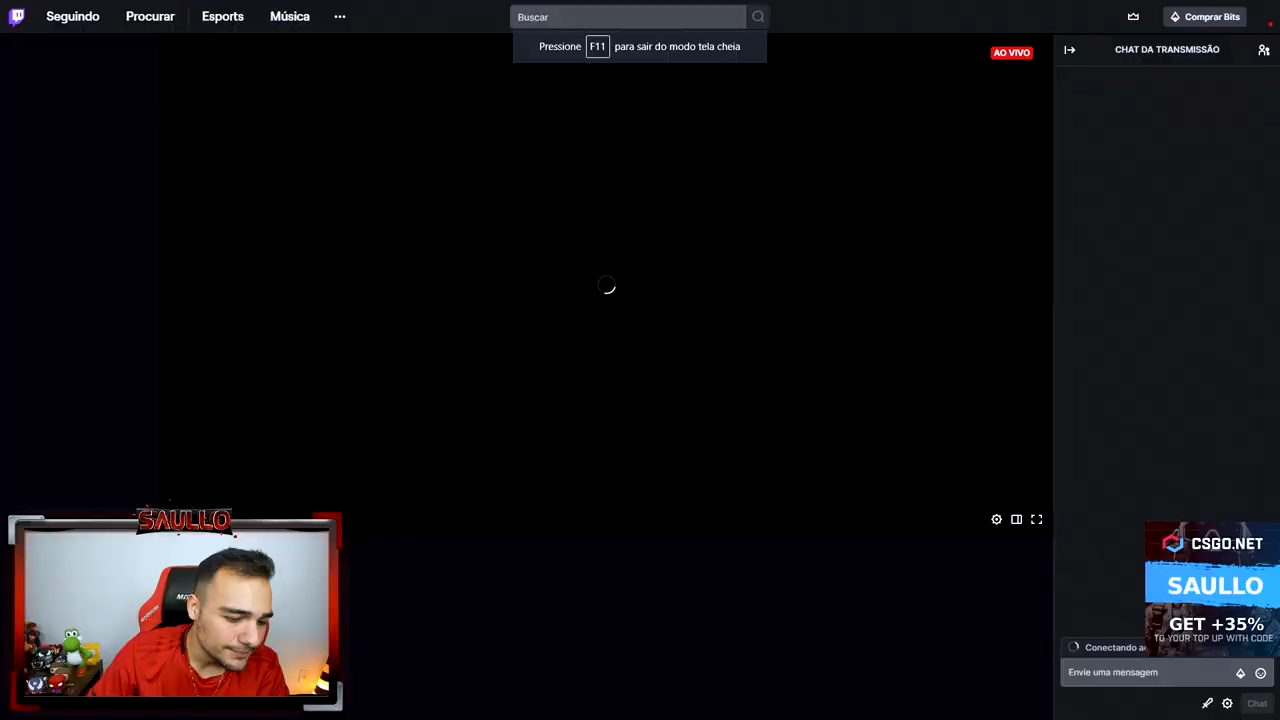 Seguindo Procurar Esports Música
Buscar
Comprar Bits
Pressione F11 para sair do modo tela cheia
AO VIVO
CHAT DA TRANSMISSÃO
SAULLO
CSGO.NET
SAULLO
GET +35%
TO YOUR TOP UP WITH CODE
Conectando
Envie uma mensagem
Chat